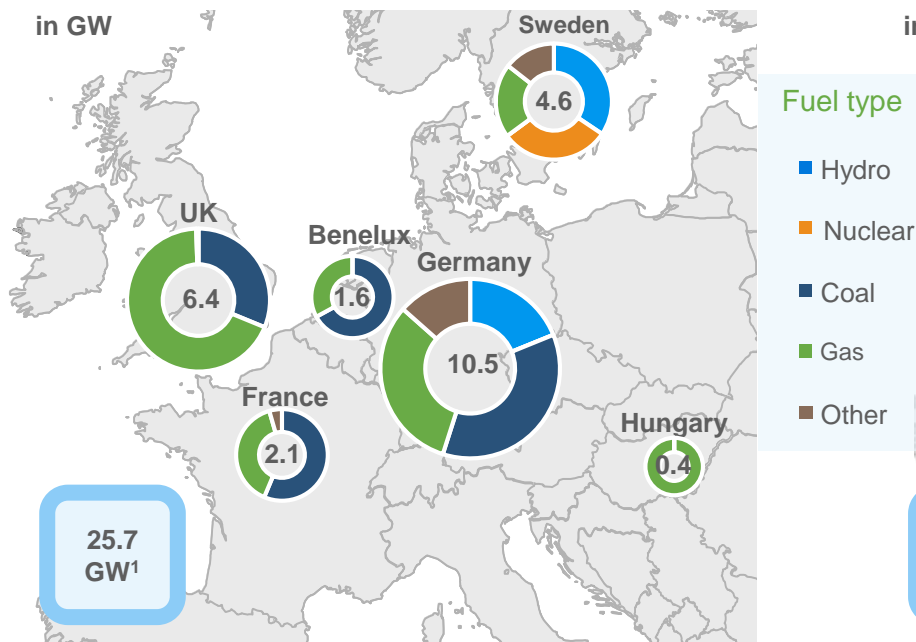 in GW
Sweden
4.6
UK
6.4
Benelux
1.6
Germany
10.5
France
2.1
Hungary
0.4
25.7
GW¹
Fuel type
Hydro
Nuclear
Coal
Gas
Other